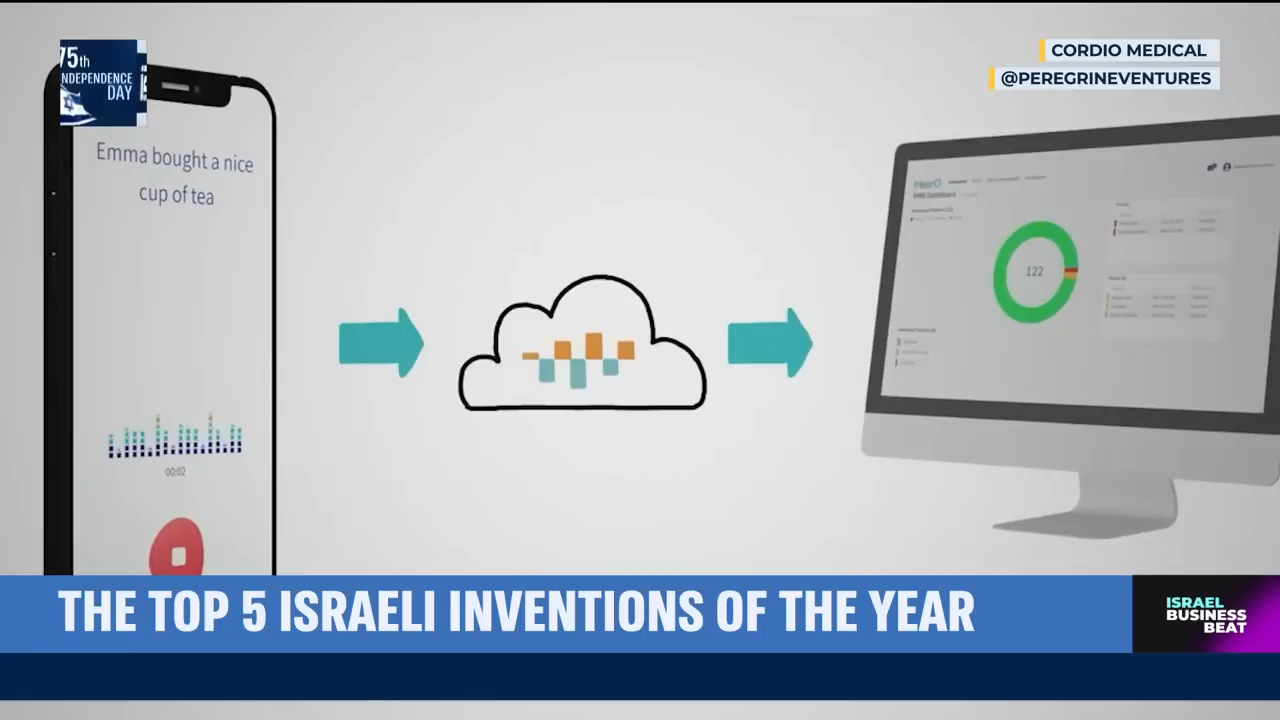 75th
INDEPENDENCE
DAY
CORDIO MEDICAL
@PEREGRINEVENTURES
Emma bought a nice
cup of tea
00:02
HearO
122
THE TOP 5 ISRAELI INVENTIONS OF THE YEAR
ISRAEL
BUSINESS
BEAT